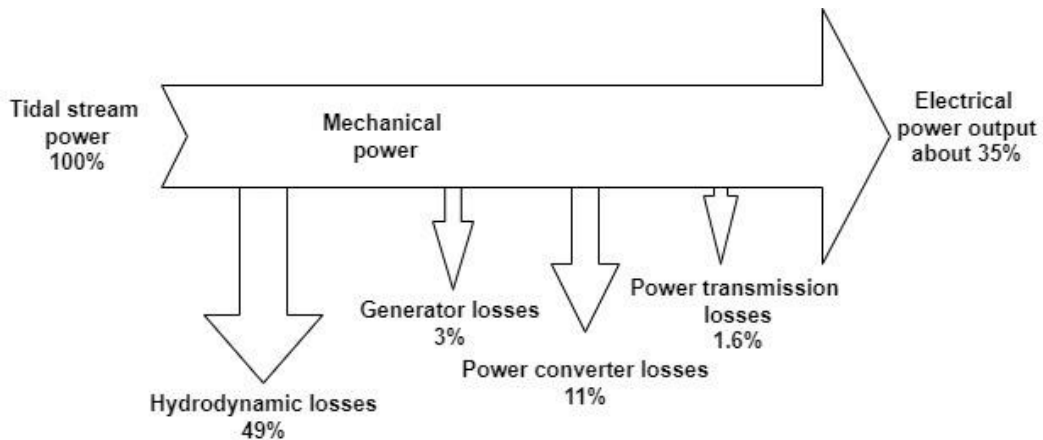 Tidal stream
power
100%
Mechanical
power
Electrical
power output
about 35%
Hydrodynamic losses
49%
Generator losses
3%
Power converter losses
11%
Power transmission
losses
1.6%